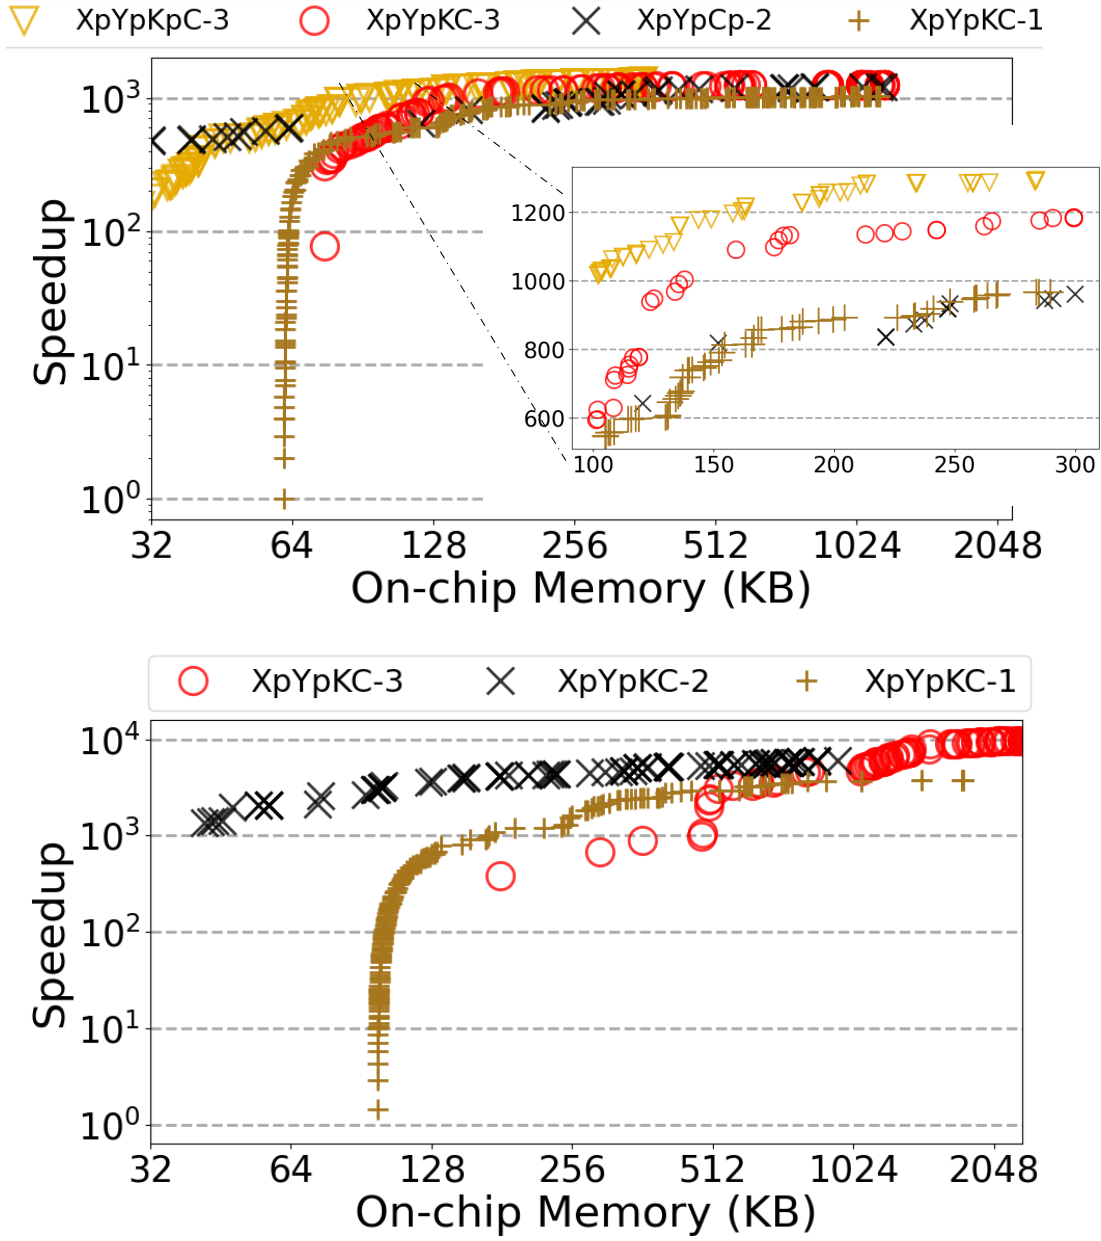 XpYpKpC-3 XpYpKC-3 XpYpCp-2 XpYpKC-1
10^3
10^2
10^1
10^0
Speedup
1200
1000
800
600
100 150 200 250 300
32 64 128 256 512 1024 2048
On-chip Memory (KB)
XpYpKC-3 XpYpKC-2 XpYpKC-1
10^4
10^3
10^2
10^1
10^0
Speedup
32 64 128 256 512 1024 2048
On-chip Memory (KB)